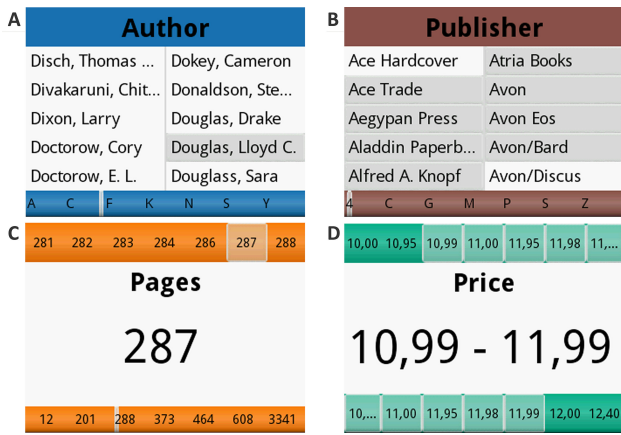 A
Author
Disch, Thomas ... Dokey, Cameron
Divakaruni, Chit... Donaldson, Ste...
Dixon, Larry Douglas, Drake
Doctorow, Cory Douglas, Lloyd C.
Doctorow, E. L. Douglass, Sara
A C F K N S Y
B
Publisher
Ace Hardcover Atria Books
Ace Trade Avon
Aegypan Press Avon Eos
Aladdin Paperb... Avon/Bard
Alfred A. Knopf Avon/Discus
4 C G M P S Z
C
281 282 283 284 286 287 288
Pages
287
12 201 288 373 464 608 3341
D
10,00 10,95 10,99 11,00 11,95 11,98 11,...
Price
10,99 - 11,99
10,... 11,00 11,95 11,98 11,99 12,00 12,40